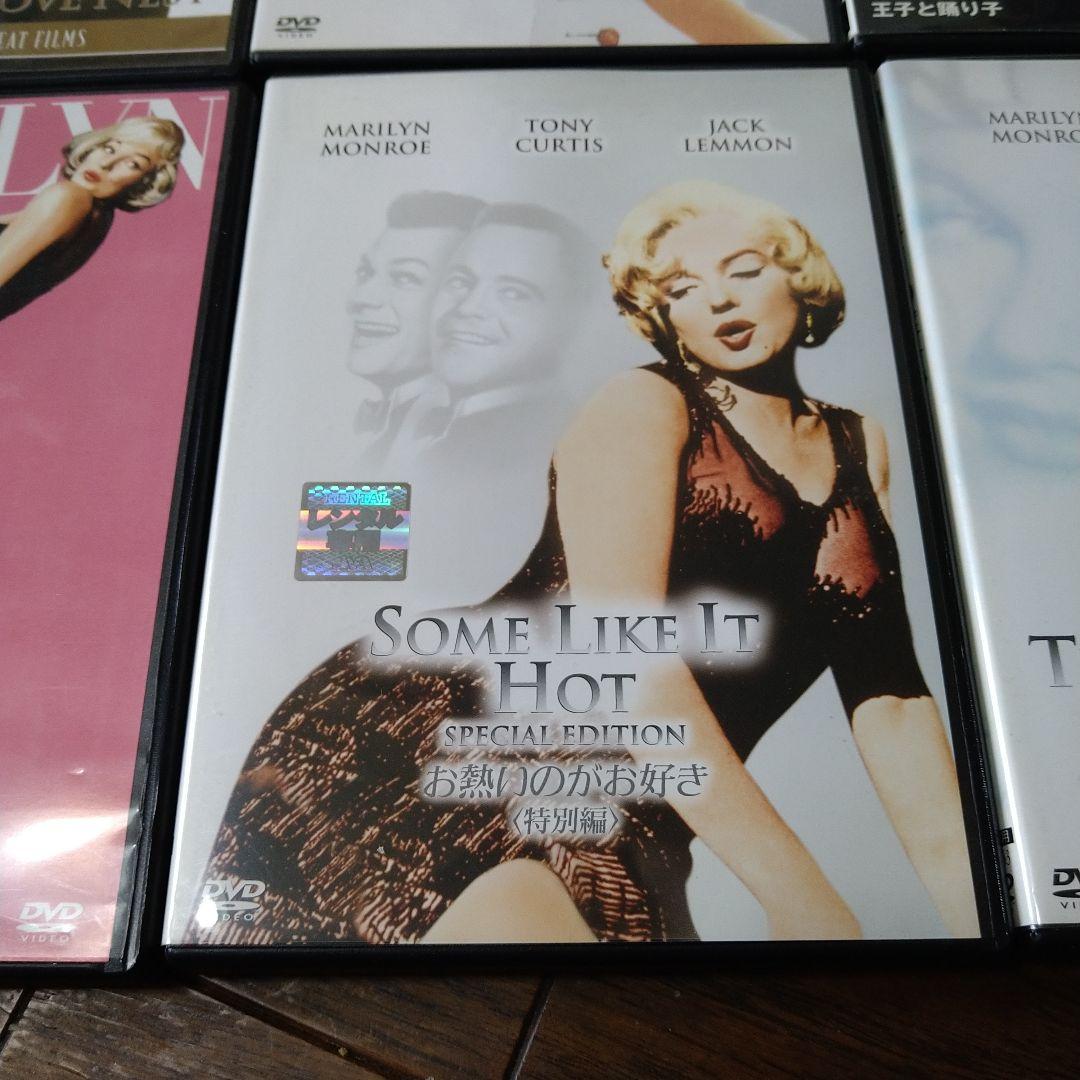 OVE NEST
EAT FILMS
DVD
VIDEO
王子と踊り子
LYN
DVD
VIDEO
MARILYN
MONROE
TONY
CURTIS
JACK
LEMMON
RENTAL
レンタル
SOME LIKE IT
HOT
SPECIAL EDITION
お熱いのがお好き
〈特別編〉
DVD
VIDEO
MARILYN
MONRO
T
DV
VI